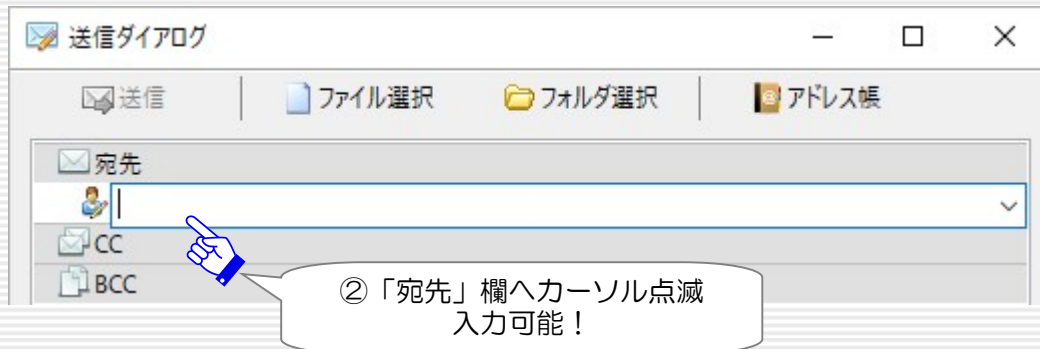 送信ダイアログ
送信 ファイル選択 フォルダ選択 アドレス帳
宛先
CC
BCC
②「宛先」欄へカーソル点滅
入力可能！